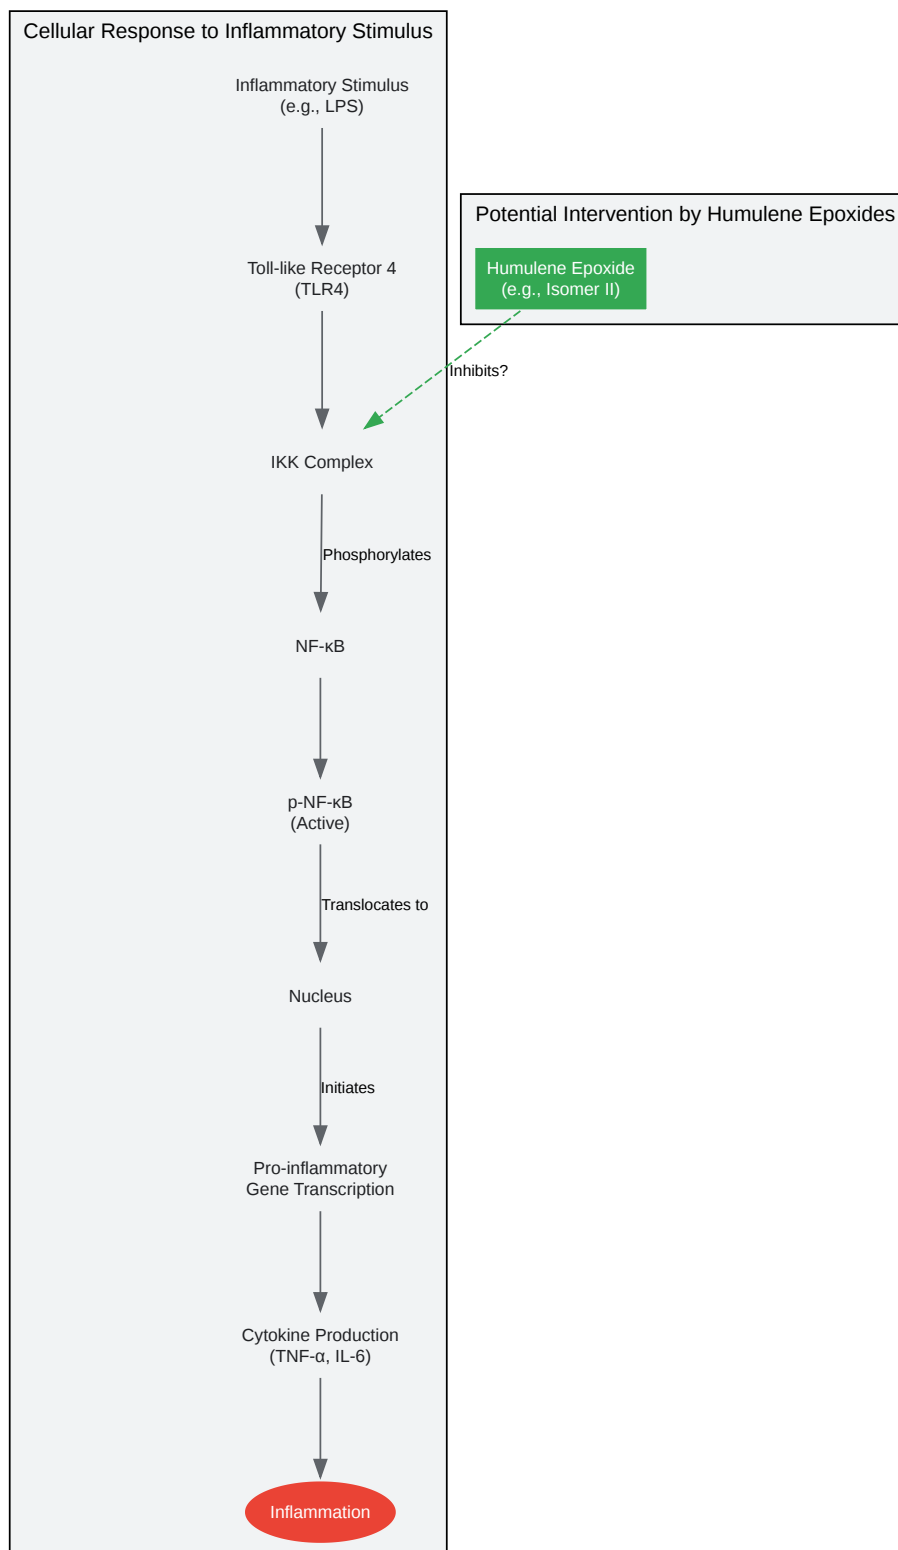 Cellular Response to Inflammatory Stimulus
Inflammatory Stimulus
(e.g., LPS)
Potential Intervention by Humulene Epoxides
Humulene Epoxide
(e.g., Isomer II)
Toll-like Receptor 4
(TLR4)
Inhibits?
IKK Complex
Phosphorylates
NF-κB
p-NF-κB
(Active)
Translocates to
Nucleus
Initiates
Pro-inflammatory
Gene Transcription
Cytokine Production
(TNF-α, IL-6)
Inflammation